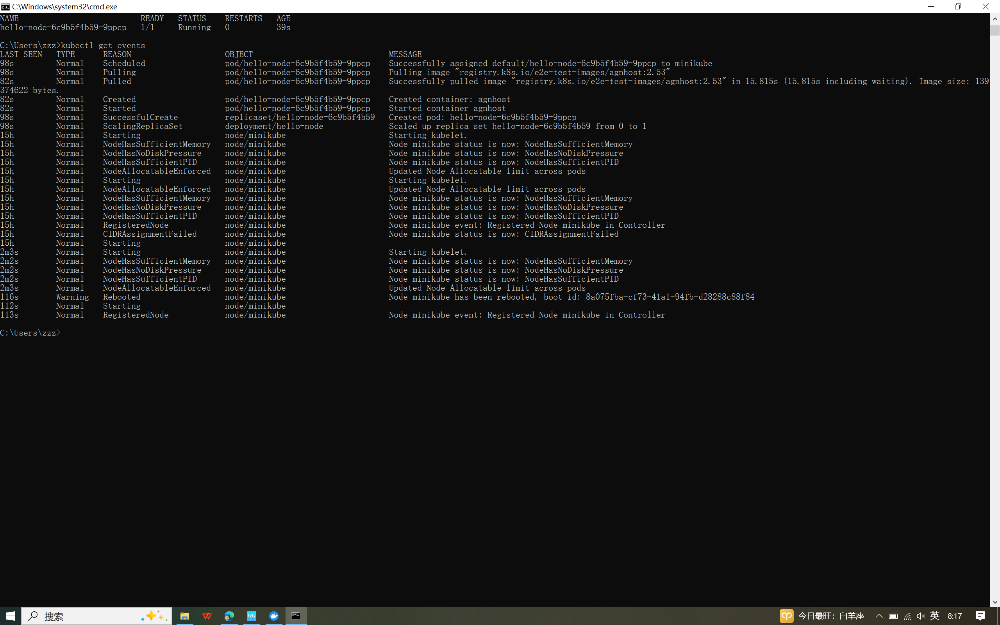 C:\Windows\system32\cmd.exe
NAME READY STATUS RESTARTS AGE
hello-node-6c9b5f4b59-9ppcp 1/1 Running 0 39s
C:\Users\zzz>kubectl get events
LAST SEEN TYPE REASON OBJECT MESSAGE
98s Normal Scheduled pod/hello-node-6c9b5f4b59-9ppcp Successfully assigned default/hello-node-6c9b5f4b59-9ppcp to minikube
98s Normal Pulling pod/hello-node-6c9b5f4b59-9ppcp Pulling image "registry.k8s.io/e2e-test-images/agnhost:2.53"
82s Normal Pulled pod/hello-node-6c9b5f4b59-9ppcp Successfully pulled image "registry.k8s.io/e2e-test-images/agnhost:2.53" in 15.815s (15.815s including waiting). Image size: 139
374622 bytes.
82s Normal Created pod/hello-node-6c9b5f4b59-9ppcp Created container: agnhost
82s Normal Started pod/hello-node-6c9b5f4b59-9ppcp Started container agnhost
98s Normal SuccessfulCreate replicaset/hello-node-6c9b5f4b59 Created pod: hello-node-6c9b5f4b59-9ppcp
98s Normal ScalingReplicaSet deployment/hello-node Scaled up replica set hello-node-6c9b5f4b59 from 0 to 1
15h Normal Starting node/minikube Starting kubelet.
15h Normal NodeHasSufficientMemory node/minikube Node minikube status is now: NodeHasSufficientMemory
15h Normal NodeHasNoDiskPressure node/minikube Node minikube status is now: NodeHasNoDiskPressure
15h Normal NodeHasSufficientPID node/minikube Node minikube status is now: NodeHasSufficientPID
15h Normal NodeAllocatableEnforced node/minikube Updated Node Allocatable limit across pods
15h Normal Starting node/minikube Starting kubelet.
15h Normal NodeAllocatableEnforced node/minikube Updated Node Allocatable limit across pods
15h Normal NodeHasSufficientMemory node/minikube Node minikube status is now: NodeHasSufficientMemory
15h Normal NodeHasNoDiskPressure node/minikube Node minikube status is now: NodeHasNoDiskPressure
15h Normal NodeHasSufficientPID node/minikube Node minikube status is now: NodeHasSufficientPID
15h Normal RegisteredNode node/minikube Node minikube event: Registered Node minikube in Controller
15h Normal CIDRAssignmentFailed node/minikube Node minikube status is now: CIDRAssignmentFailed
15h Normal Starting node/minikube
2m3s Normal Starting node/minikube Starting kubelet.
2m2s Normal NodeHasSufficientMemory node/minikube Node minikube status is now: NodeHasSufficientMemory
2m2s Normal NodeHasNoDiskPressure node/minikube Node minikube status is now: NodeHasNoDiskPressure
2m2s Normal NodeHasSufficientPID node/minikube Node minikube status is now: NodeHasSufficientPID
2m3s Normal NodeAllocatableEnforced node/minikube Updated Node Allocatable limit across pods
116s Warning Rebooted node/minikube Node minikube has been rebooted, boot id: 8a075fba-cf73-41a1-94fb-d28288c88f84
112s Normal Starting node/minikube
113s Normal RegisteredNode node/minikube Node minikube event: Registered Node minikube in Controller
C:\Users\zzz>
搜索 Tyty 今日最旺：白羊座 英 8:17